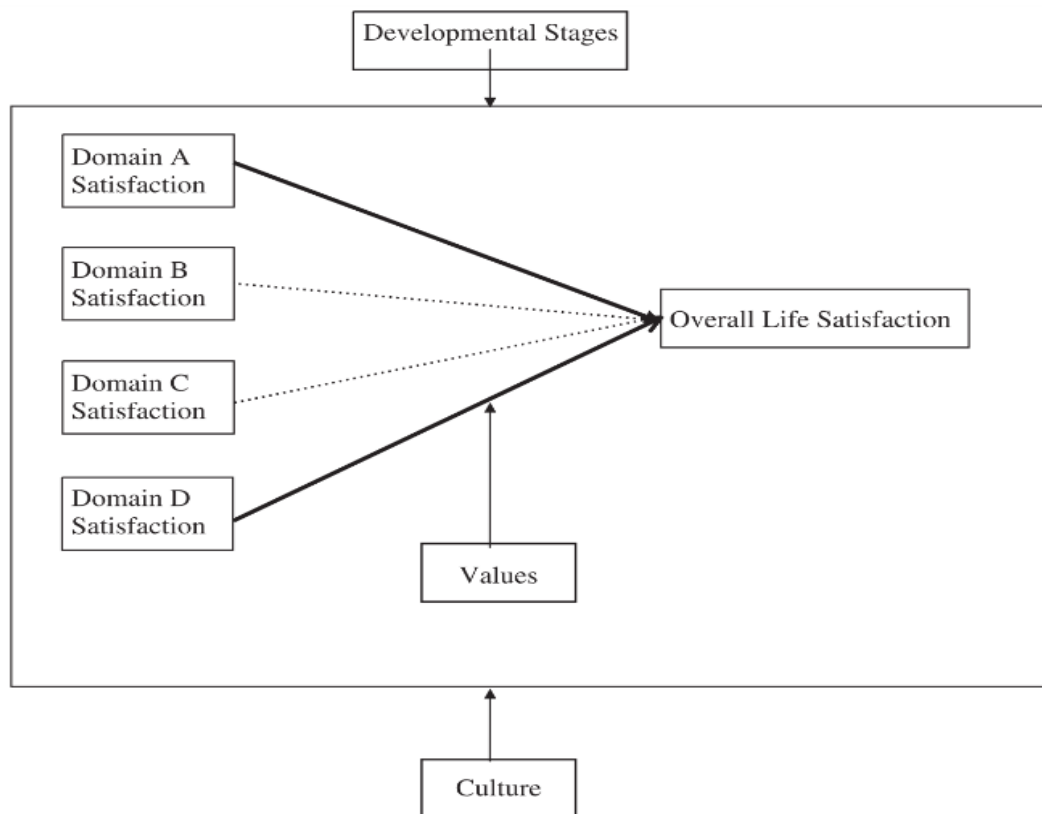 Developmental Stages
Domain A
Satisfaction
Domain B
Satisfaction
Overall Life Satisfaction
Domain C
Satisfaction
Domain D
Satisfaction
Values
Culture